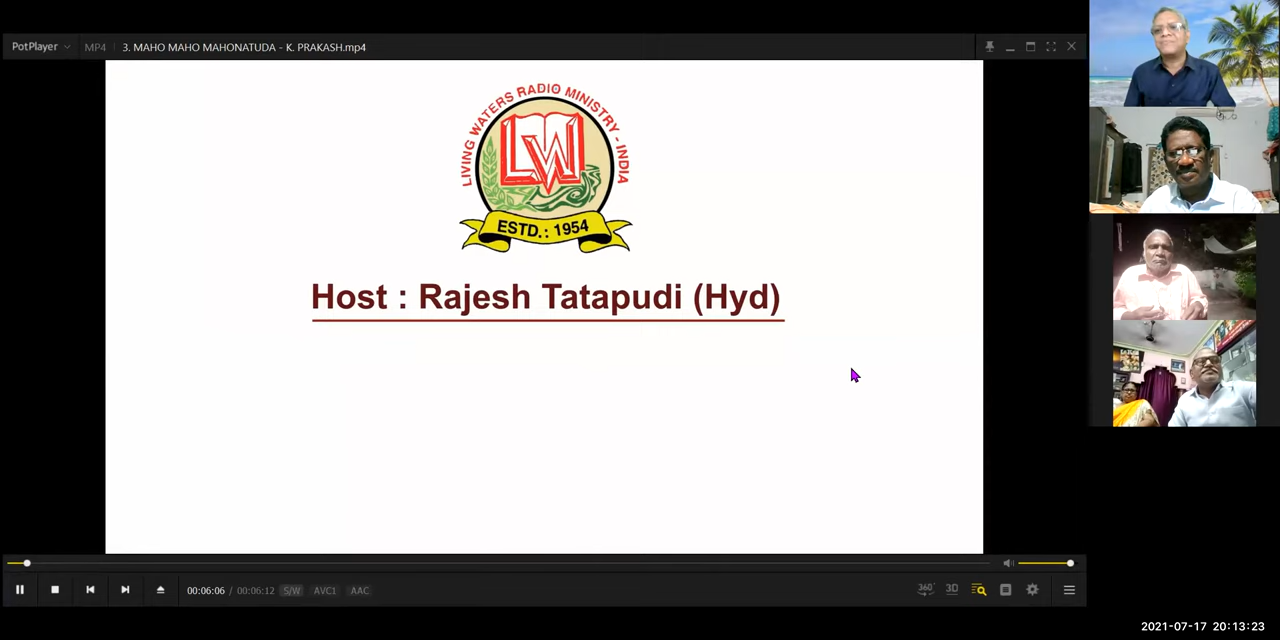 PotPlayer
MP4
3. MAHO MAHO MAHONATUDA - K. PRAKASH.mp4
LIVING WATERS RADIO MINISTRY - INDIA
LW
ESTD.: 1954
Host : Rajesh Tatapudi (Hyd)
00:06:06 / 00:06:12 S/W AVC1 AAC
360° 3D
2021-07-17 20:13:23